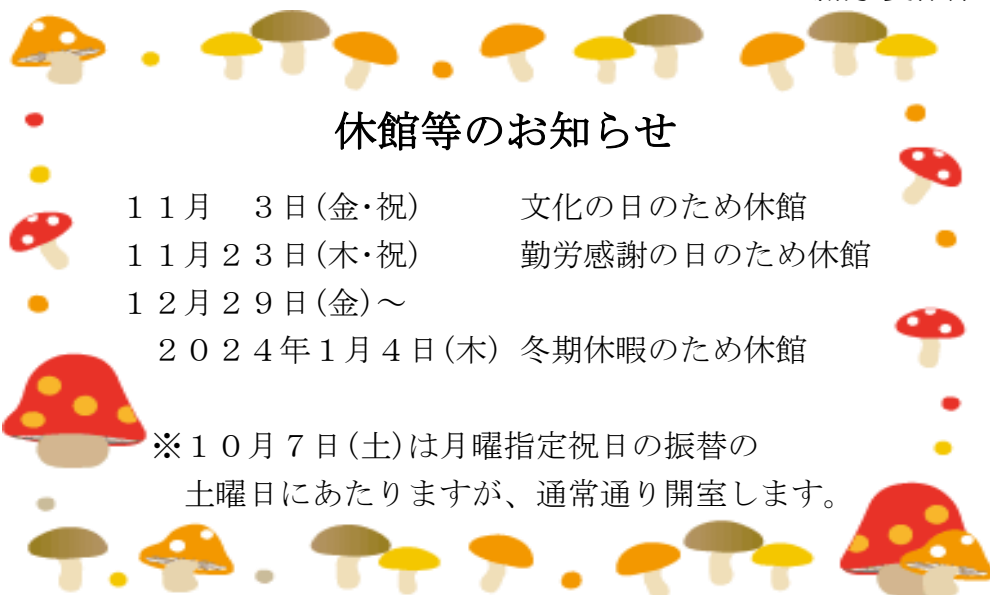 休館等のお知らせ
１１月　３日(金･祝)　　　文化の日のため休館
１１月２３日(木･祝)　　　勤労感謝の日のため休館
１２月２９日(金)～
２０２4年１月４日(木)　冬期休暇のため休館
※１０月７日(土)は月曜指定祝日の振替の
土曜日にあたりますが、通常通り開室します。